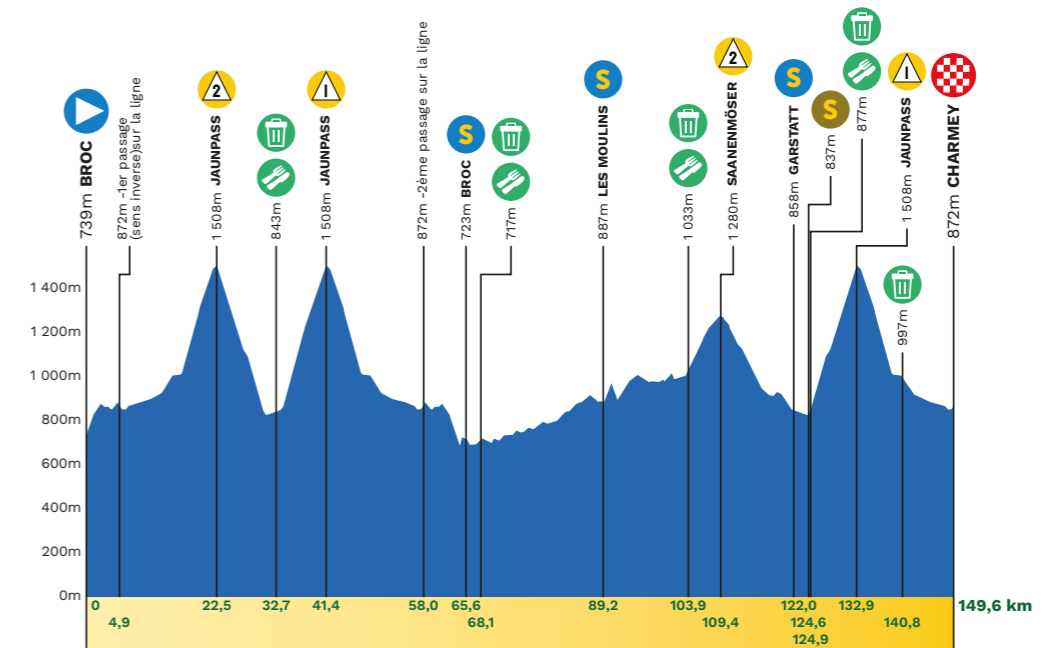 739m BROC
872m -1er passage
(sens inverse)sur la ligne
2
1 508m JAUNPASS
843m
I
1 508m JAUNPASS
872m -2ème passage sur la ligne
S
723m BROC
717m
S
887m LES MOULINS
1 033m
2
1 280m SAANENMÖSER
S
858m GARSTATT
S
837m
877m
I
1 508m JAUNPASS
997m
872m CHARMEY
1 400m
1 200m
1 000m
800m
600m
400m
200m
0m
0
4,9
22,5
32,7
41,4
58,0
65,6
68,1
89,2
103,9
109,4
122,0
124,6
124,9
132,9
140,8
149,6 km